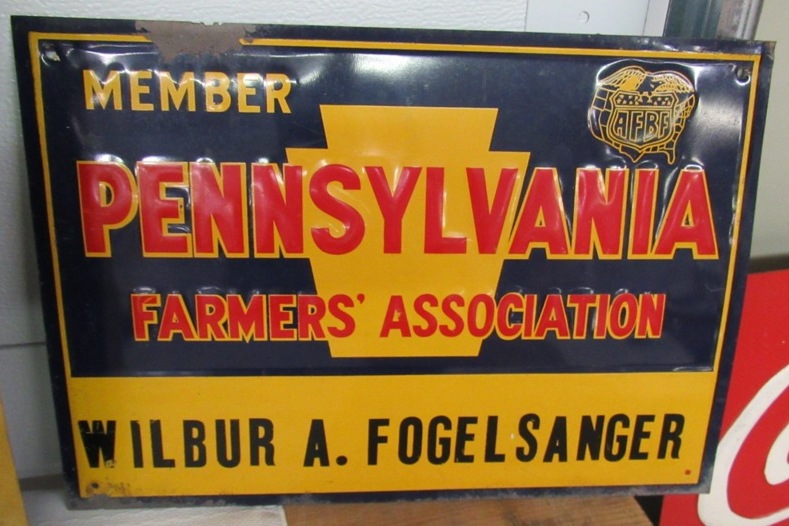 MEMBER
AFBF
PENNSYLVANIA
FARMERS' ASSOCIATION
WILBUR A. FOGELSANGER